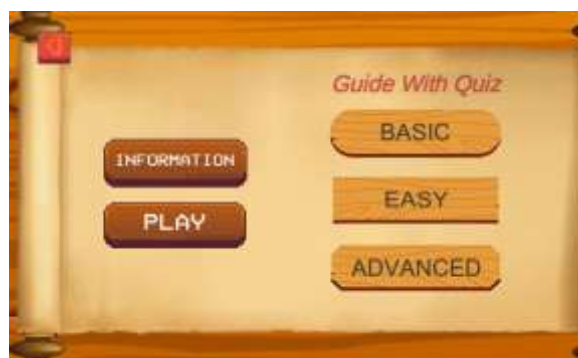 Guide With Quiz
BASIC
INFORMATION
EASY
PLAY
ADVANCED